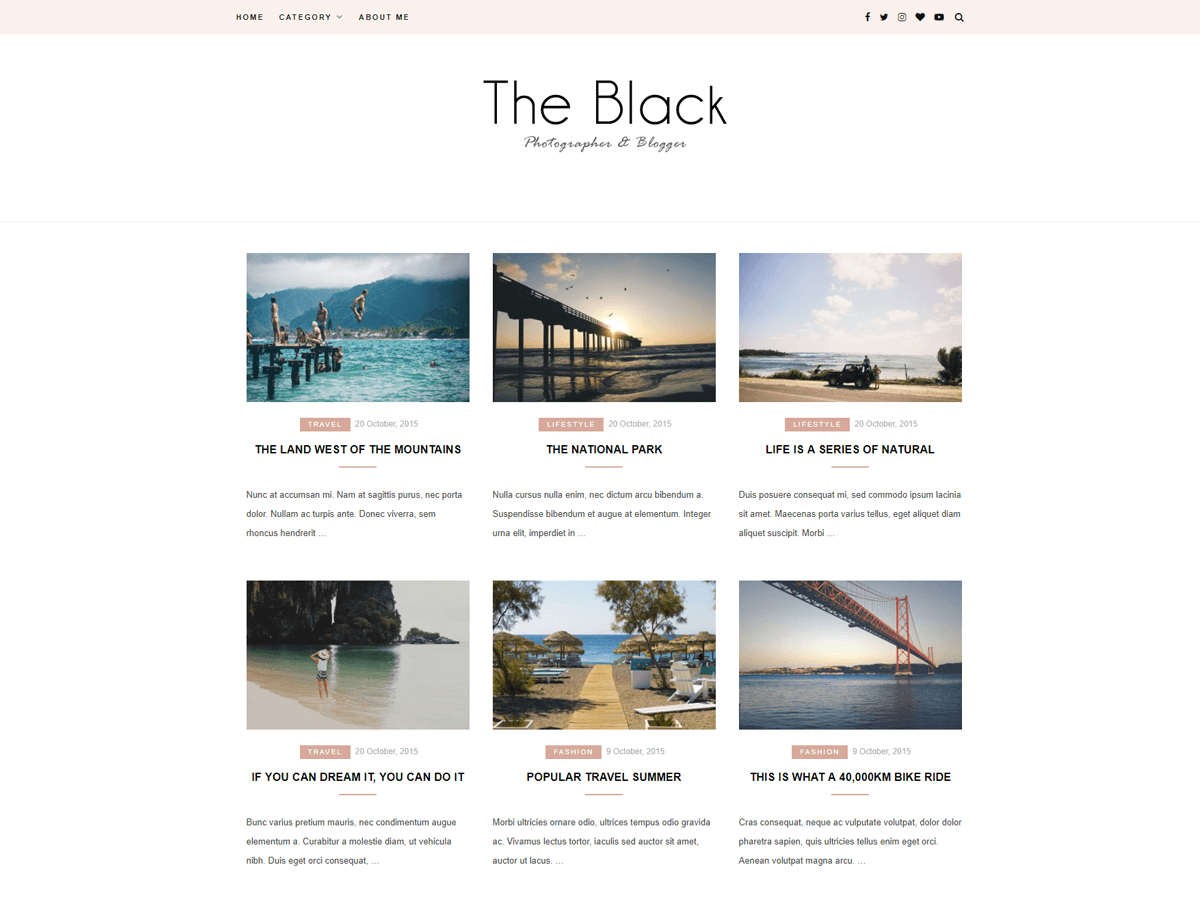 HOME CATEGORY ABOUT ME
The Black
Photographer & Blogger
TRAVEL 20 October, 2015
THE LAND WEST OF THE MOUNTAINS
Nunc at accumsan mi. Nam at sagittis purus, nec porta
dolor. Nullam ac turpis ante. Donec viverra, sem
rhoncus hendrerit …
LIFESTYLE 20 October, 2015
THE NATIONAL PARK
Nulla cursus nulla enim, nec dictum arcu bibendum a.
Suspendisse bibendum et augue at elementum. Integer
urna elit, imperdiet in …
LIFESTYLE 20 October, 2015
LIFE IS A SERIES OF NATURAL
Duis posuere consequat mi, sed commodo ipsum lacinia
sit amet. Maecenas porta varius tellus, eget aliquet diam
aliquet suscipit. Morbi …
TRAVEL 20 October, 2015
IF YOU CAN DREAM IT, YOU CAN DO IT
Bunc varius pretium mauris, nec condimentum augue
elementum a. Curabitur a molestie diam, ut vehicula
nibh. Duis eget orci consequat, …
FASHION 9 October, 2015
POPULAR TRAVEL SUMMER
Morbi ultricies ornare odio, ultrices tempus odio gravida
ac. Vivamus lectus tortor, iaculis sed auctor sit amet,
auctor ut lacus. …
FASHION 9 October, 2015
THIS IS WHAT A 40,000KM BIKE RIDE
Cras consequat, neque ac vulputate volutpat, dolor dolor
pharetra sapien, quis ultricies tellus enim eget orci.
Aenean volutpat magna arcu. …